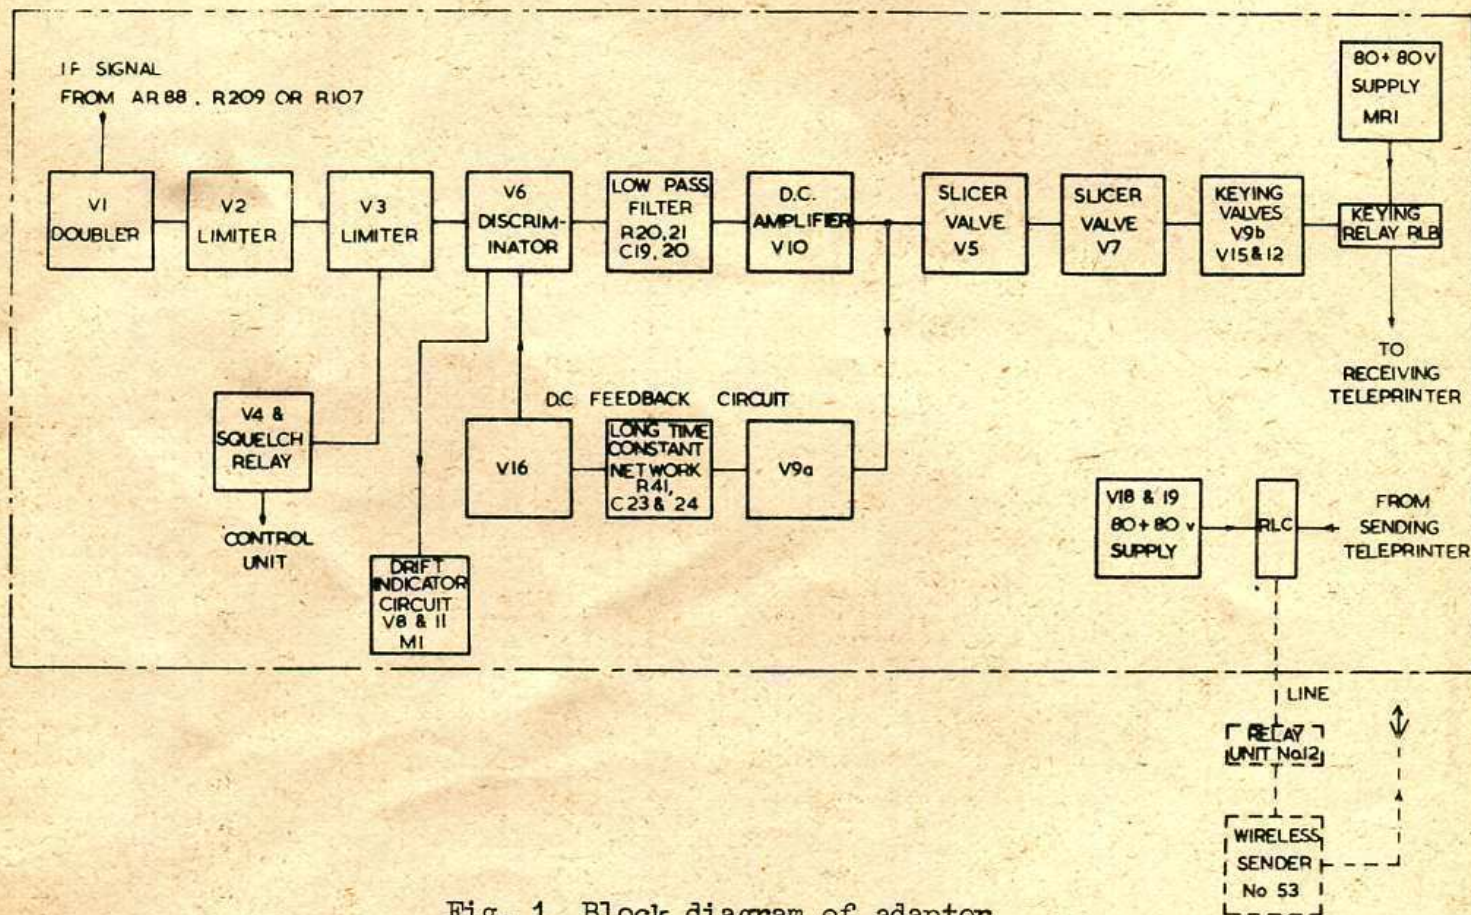 IF SIGNAL
FROM AR88, R209 OR R107
80+80V
SUPPLY
MR1
V1
DOUBLER
V2
LIMITER
V3
LIMITER
V6
DISCRIM-
INATOR
LOW PASS
FILTER
R20,21
C19,20
D.C.
AMPLIFIER
V10
SLICER
VALVE
V5
SLICER
VALVE
V7
KEYING
VALVES
V9b
V15&12
KEYING
RELAY RLB
TO
RECEIVING
TELEPRINTER
V4 &
SQUELCH
RELAY
CONTROL
UNIT
D.C FEEDBACK CIRCUIT
V16
LONG TIME
CONSTANT
NETWORK
R41,
C23 & 24
V9a
DRIFT
INDICATOR
CIRCUIT
V8 & 11
M1
V18 & 19
80+80 v
SUPPLY
RLC
FROM
SENDING
TELEPRINTER
LINE
RELAY
UNIT No.12
WIRELESS
SENDER
No 53
Fig. 1 Block diagram of adaptor